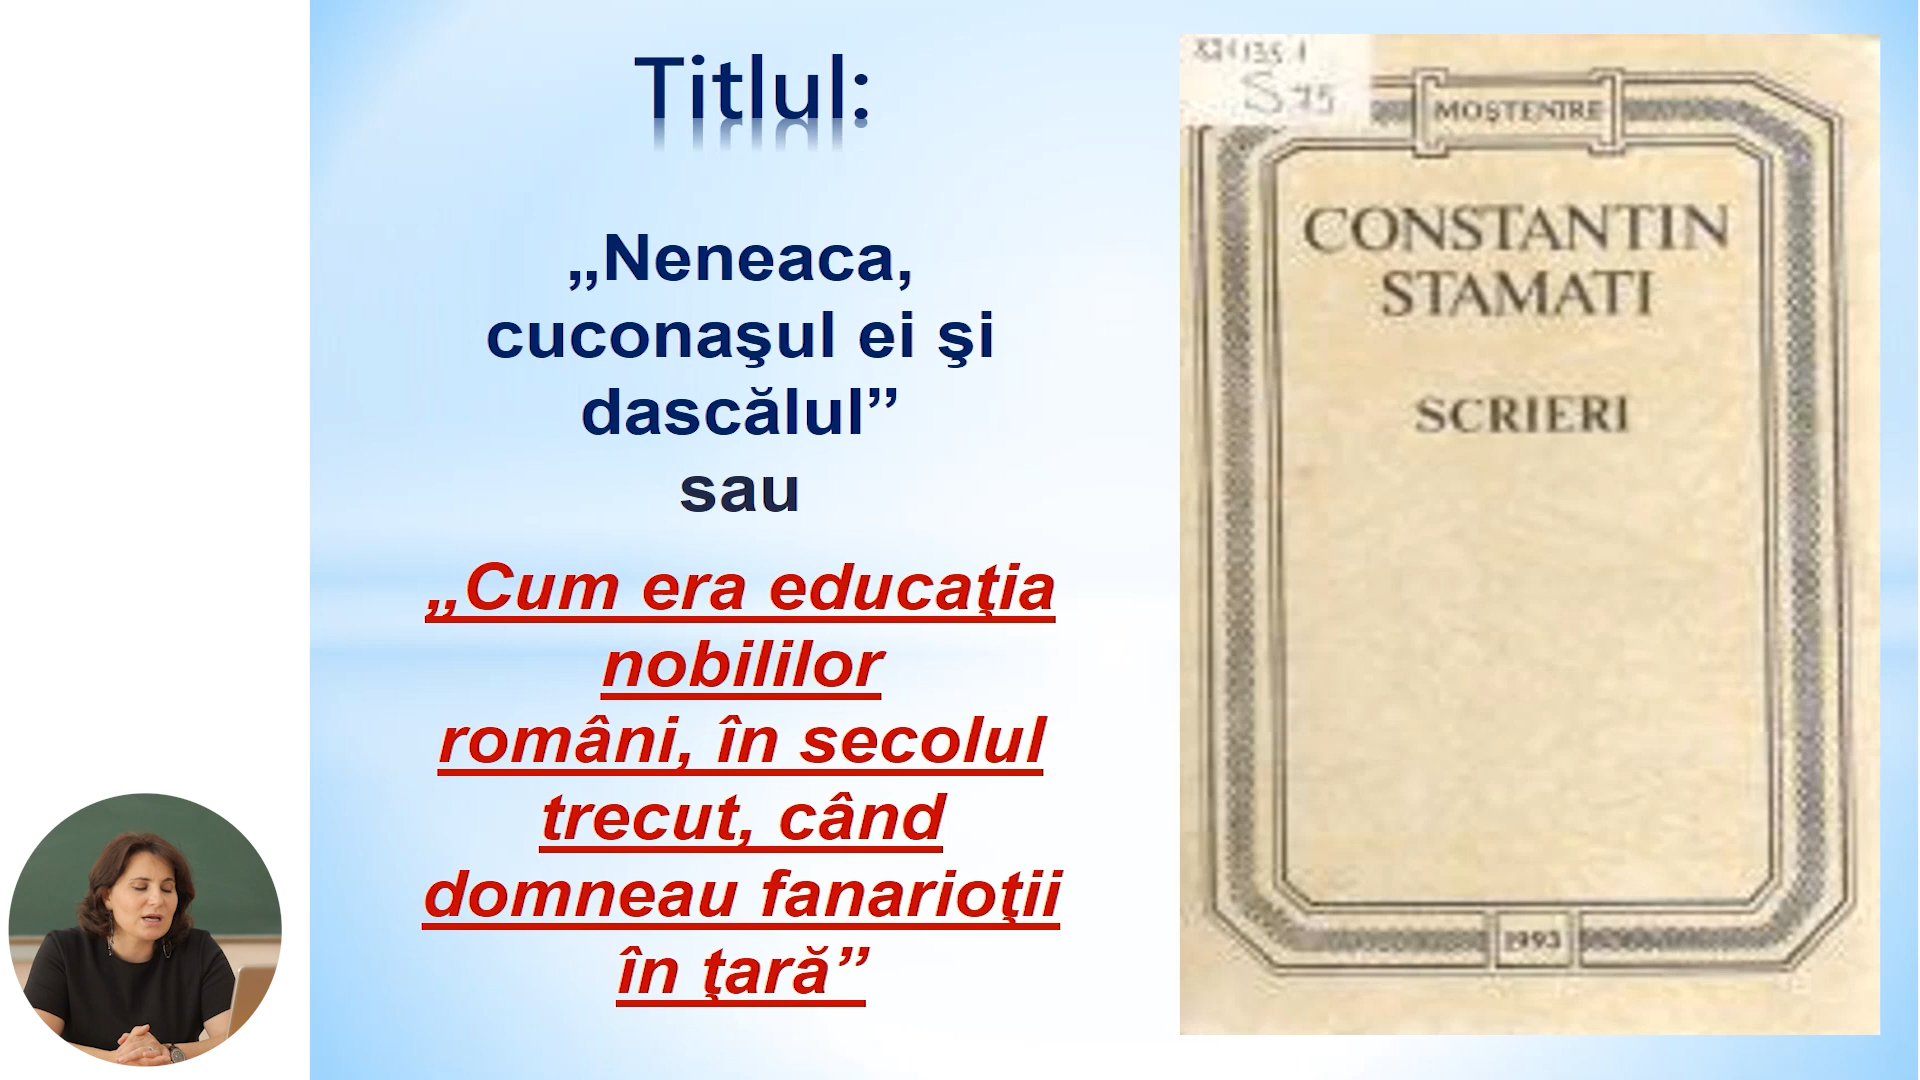 Titlul:
„Neneaca,
cuconaşul ei şi
dascălul”
sau
„Cum era educaţia
nobililor
români, în secolul
trecut, când
domneau fanarioţii
în ţară”
S 75
MOŞTENIRE
CONSTANTIN
STAMATI
SCRIERI
1993